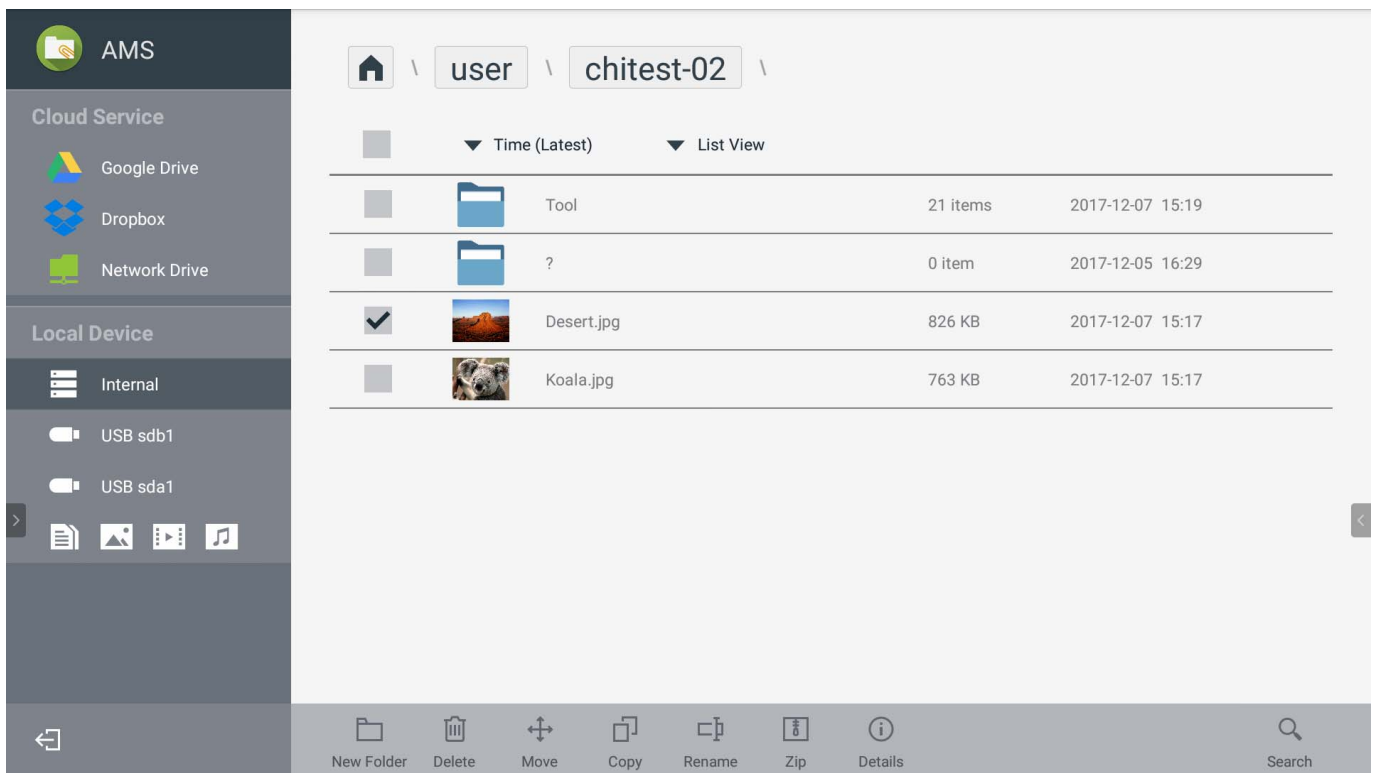 AMS
Cloud Service
Google Drive
Dropbox
Network Drive
Local Device
Internal
USB sdb1
USB sda1
\ user \ chitest-02 \
Time (Latest) List View
Tool 21 items 2017-12-07 15:19
? 0 item 2017-12-05 16:29
Desert.jpg 826 KB 2017-12-07 15:17
Koala.jpg 763 KB 2017-12-07 15:17
New Folder Delete Move Copy Rename Zip Details Search